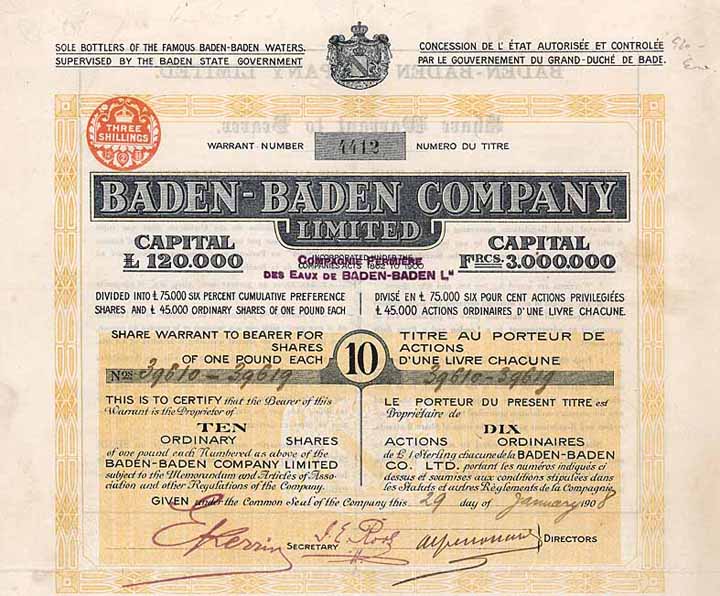 SOLE BOTTLERS OF THE FAMOUS BADEN-BADEN WATERS.
SUPERVISED BY THE BADEN STATE GOVERNMENT
CONCESSION DE L' ÉTAT AUTORISÉE ET CONTROLÉE
PAR LE GOUVERNEMENT DU GRAND-DUCHÉ DE BADE.
THREE
SHILLINGS
WARRANT NUMBER 4412 NUMERO DU TITRE
BADEN-BADEN COMPANY
LIMITED
CAPITAL
£ 120.000
CAPITAL
FRCS. 3.000.000
INCORPORATED UNDER THE
COMPANIES ACTS 1862 TO 1900
COMPAGNIE FERMIÈRE
DES EAUX DE BADEN-BADEN Ld
DIVIDED INTO £ 75.000 SIX PERCENT CUMULATIVE PREFERENCE
SHARES AND £ 45.000 ORDINARY SHARES OF ONE POUND EACH
DIVISÉ EN £ 75.000 SIX POUR CENT ACTIONS PRIVILEGIÉES
£ 45.000 ACTIONS ORDINAIRES D'UNE LIVRE CHACUNE.
SHARE WARRANT TO BEARER FOR
SHARES
OF ONE POUND EACH
10
TITRE AU PORTEUR DE
ACTIONS
D'UNE LIVRE CHACUNE
Nos 39610-39619
39610-39619
THIS IS TO CERTIFY that the Bearer of this
Warrant is the Proprietor of
TEN
ORDINARY SHARES
of one pound each Numbered as above of the
BADEN-BADEN COMPANY LIMITED
subject to the Memorandum and Articles of Asso-
ciation and other Regulations of the Company.
LE PORTEUR DU PRESENT TITRE est
Propriétaire de
DIX
ACTIONS ORDINAIRES
de £ 1 Sterling chacune de la BADEN-BADEN
CO. LTD. portant les numéros indiqués ci
dessus et soumises aux conditions stipulées dans
les Statuts et autres Règlements de la Compagnie.
GIVEN under the Common Seal of the Company this 29 day of January 1908
SECRETARY
DIRECTORS